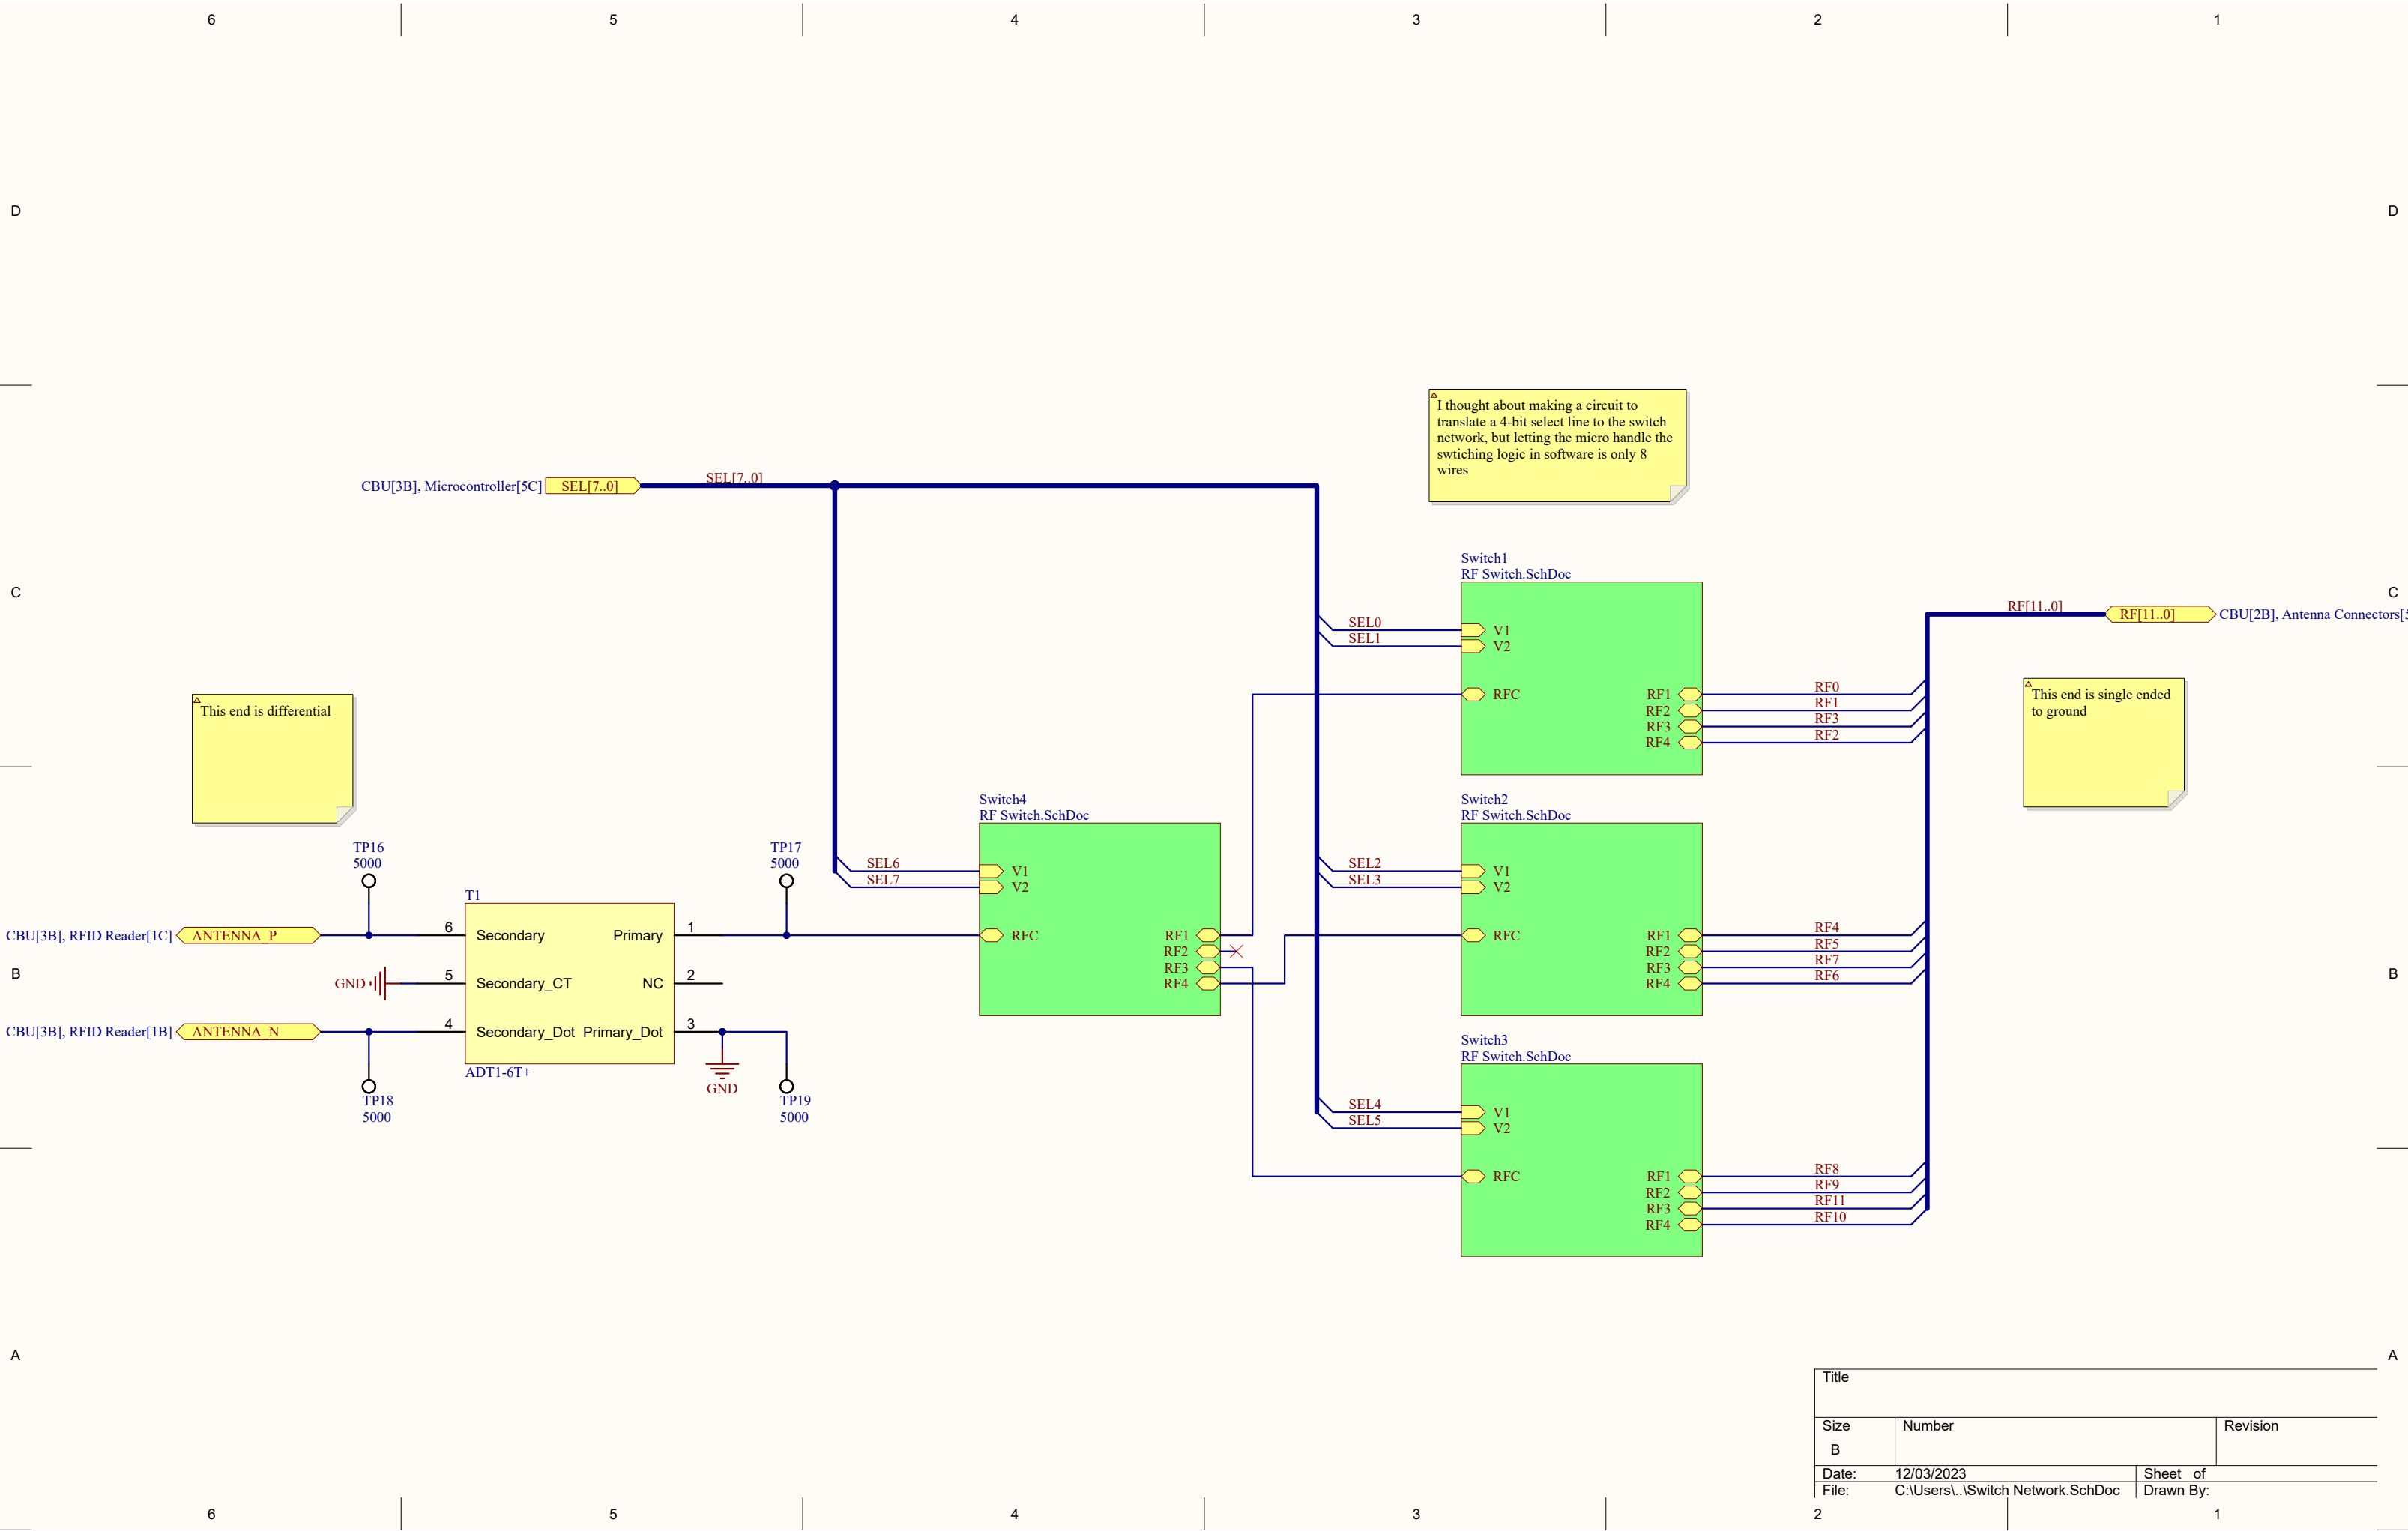 6 5 4 3 2 1
D D
I thought about making a circuit to
translate a 4-bit select line to the switch
network, but letting the micro handle the
swtiching logic in software is only 8
wires
CBU[3B], Microcontroller[5C] SEL[7..0] SEL[7..0]
C C
Switch1
RF Switch.SchDoc
SEL0 V1
SEL1 V2
RFC
RF1 RF0
RF2 RF1
RF3 RF3
RF4 RF2
RF[11..0] RF[11..0] CBU[2B], Antenna Connectors[5
This end is single ended
to ground
This end is differential
Switch4
RF Switch.SchDoc
SEL6 V1
SEL7 V2
RFC
RF1
RF2
RF3
RF4
Switch2
RF Switch.SchDoc
SEL2 V1
SEL3 V2
RFC
RF1 RF4
RF2 RF5
RF3 RF7
RF4 RF6
TP16
5000
TP17
5000
T1
CBU[3B], RFID Reader[1C] ANTENNA_P 6 Secondary Primary 1
B B
GND 5 Secondary_CT NC 2
CBU[3B], RFID Reader[1B] ANTENNA_N 4 Secondary_Dot Primary_Dot 3
ADT1-6T+
GND
TP18
5000
TP19
5000
Switch3
RF Switch.SchDoc
SEL4 V1
SEL5 V2
RFC
RF1 RF8
RF2 RF9
RF3 RF11
RF4 RF10
A A
Title
Size Number Revision
B
Date: 12/03/2023 Sheet of
File: C:\Users\..\Switch Network.SchDoc Drawn By:
6 5 4 3 2 1